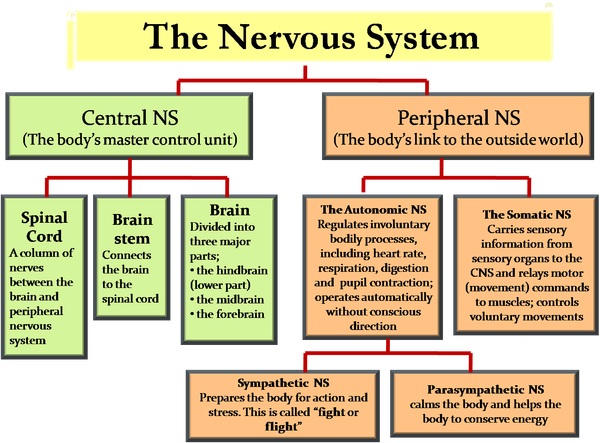 The Nervous System
Central NS
(The body's master control unit)
Peripheral NS
(The body's link to the outside world)
Spinal
Cord
A column of
nerves
between the
brain and
peripheral
nervous
system
Brain
stem
Connects
the brain
to the
spinal cord
Brain
Divided into
three major
parts;
• the hindbrain
(lower part)
• the midbrain
• the forebrain
The Autonomic NS
Regulates involuntary
bodily processes,
including heart rate,
respiration, digestion
and pupil contraction;
operates automatically
without conscious
direction
The Somatic NS
Carries sensory
information from
sensory organs to the
CNS and relays motor
(movement) commands
to muscles; controls
voluntary movements
Sympathetic NS
Prepares the body for action and
stress. This is called "fight or
flight"
Parasympathetic NS
calms the body and helps the
body to conserve energy